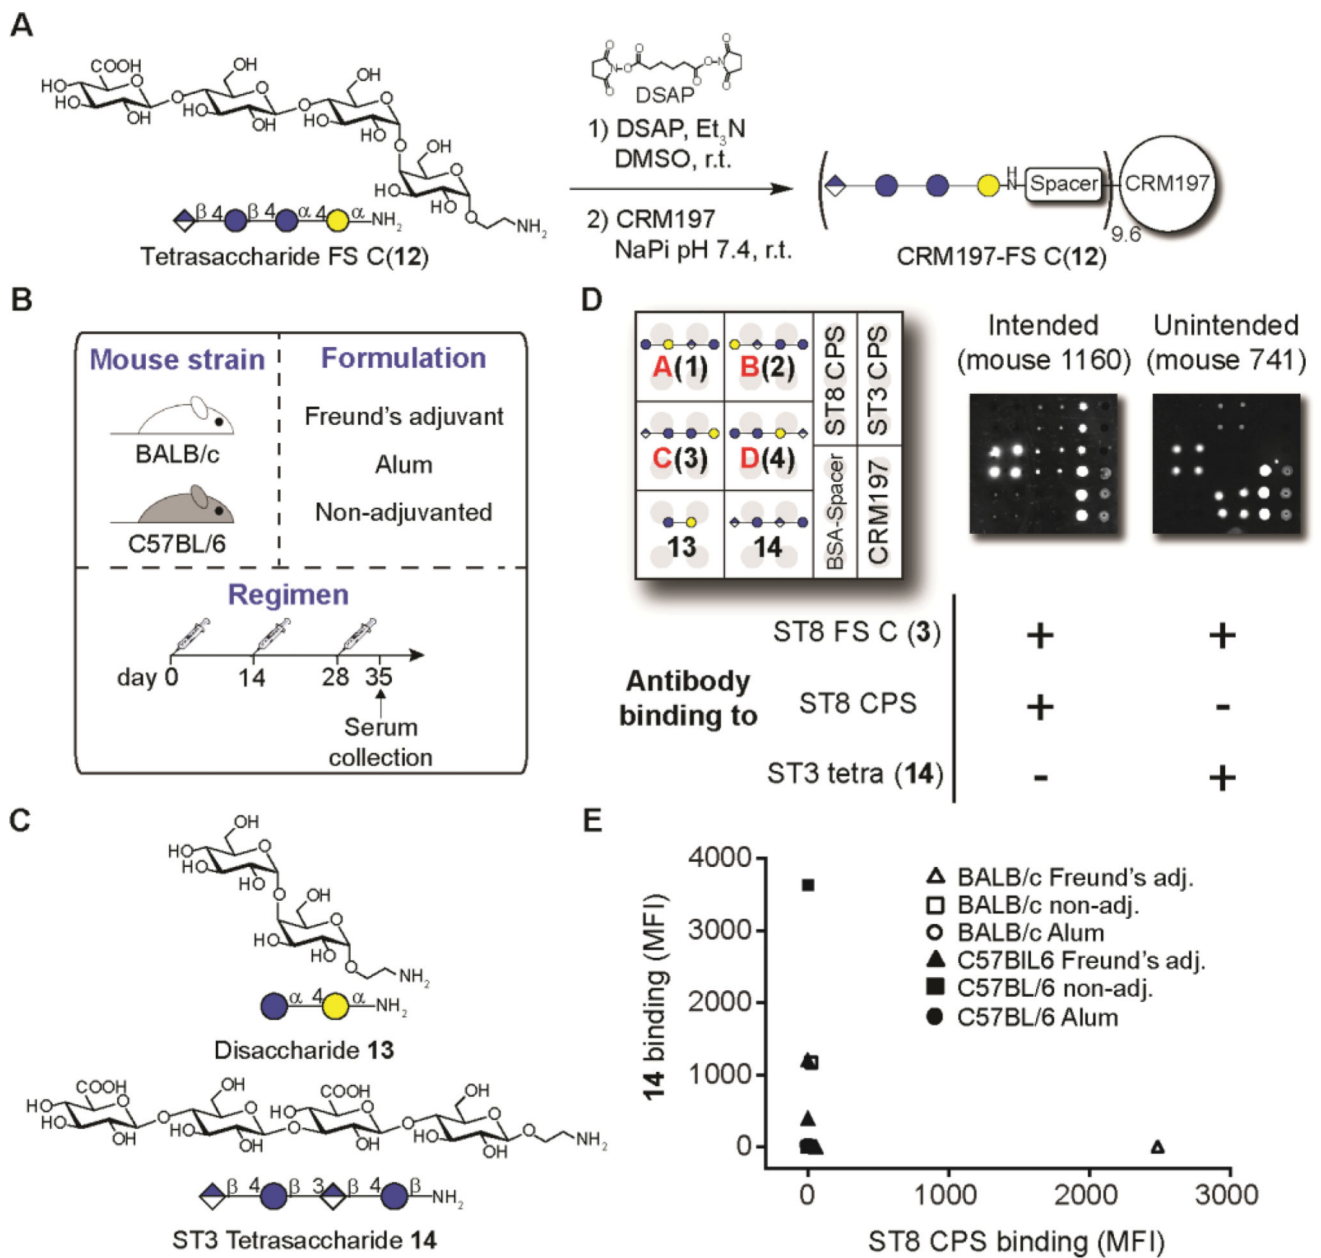 A
COOH
HO
HO
OH
O
O
OH
HO
OH
O
O
OH
HO
HO
O
O
OH
HO
HO
O
O
NH2
β 4 β 4 α 4 α NH2
Tetrasaccharide FS C(12)
DSAP
1) DSAP, Et3N
DMSO, r.t.
2) CRM197
NaPi pH 7.4, r.t.
H
N
Spacer
CRM197
9.6
CRM197-FS C(12)
B
Mouse strain
Formulation
BALB/c
C57BL/6
Freund's adjuvant
Alum
Non-adjuvanted
Regimen
day 0 14 28 35
Serum
collection
C
OH
HO
HO
HO
O
O
OH
HO
HO
O
O
NH2
α 4 α NH2
Disaccharide 13
COOH
HO
HO
OH
O
O
OH
HO
OH
O
O
COOH
HO
OH
O
O
OH
HO
OH
O
O
NH2
β 4 β 3 β 4 β NH2
ST3 Tetrasaccharide 14
D
A(1)
B(2)
C(3)
D(4)
13
14
ST8 CPS
ST3 CPS
BSA-Spacer
CRM197
Intended
(mouse 1160)
Unintended
(mouse 741)
Antibody
binding to
ST8 FS C (3) + +
ST8 CPS + -
ST3 tetra (14) - +
E
14 binding (MFI)
4000
3000
2000
1000
0
0 1000 2000 3000
ST8 CPS binding (MFI)
BALB/c Freund's adj.
BALB/c non-adj.
BALB/c Alum
C57BlL6 Freund's adj.
C57BL/6 non-adj.
C57BL/6 Alum